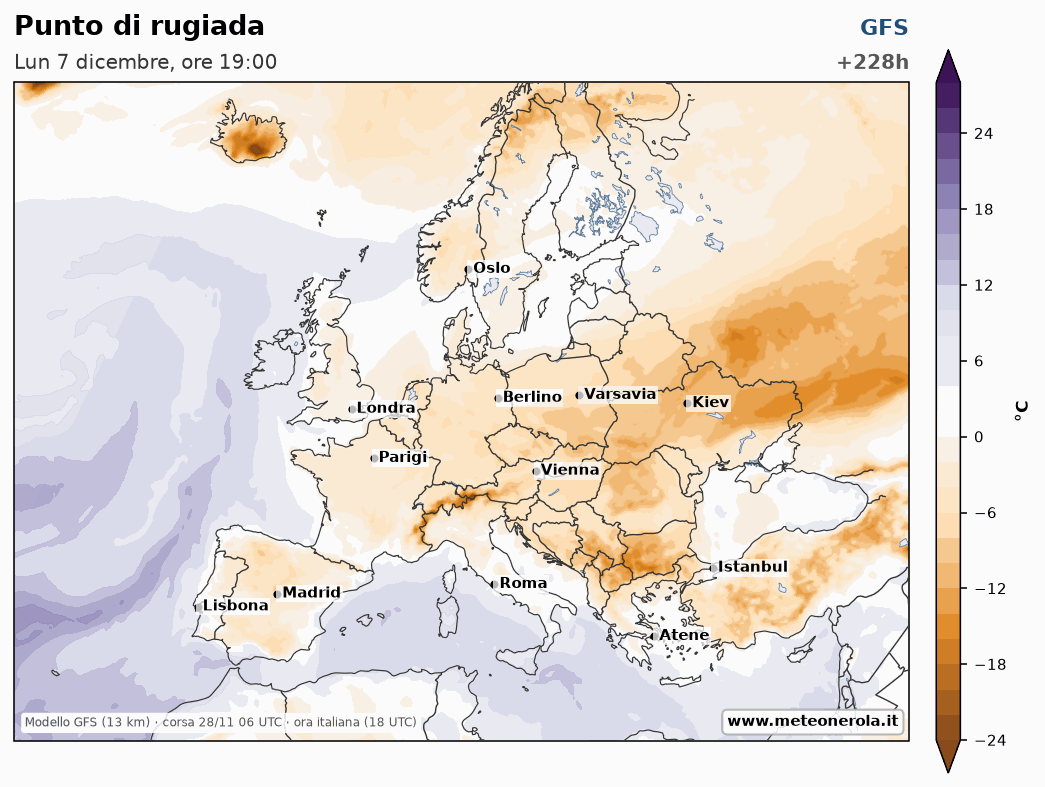 Punto di rugiada
GFS
Lun 7 dicembre, ore 19:00
+228h
24
18
12
6
0
−6
−12
−18
−24
°C
Oslo
Berlino
Varsavia
Kiev
Londra
Parigi
Vienna
Istanbul
Roma
Madrid
Lisbona
Atene
Modello GFS (13 km) · corsa 28/11 06 UTC · ora italiana (18 UTC)
www.meteonerola.it